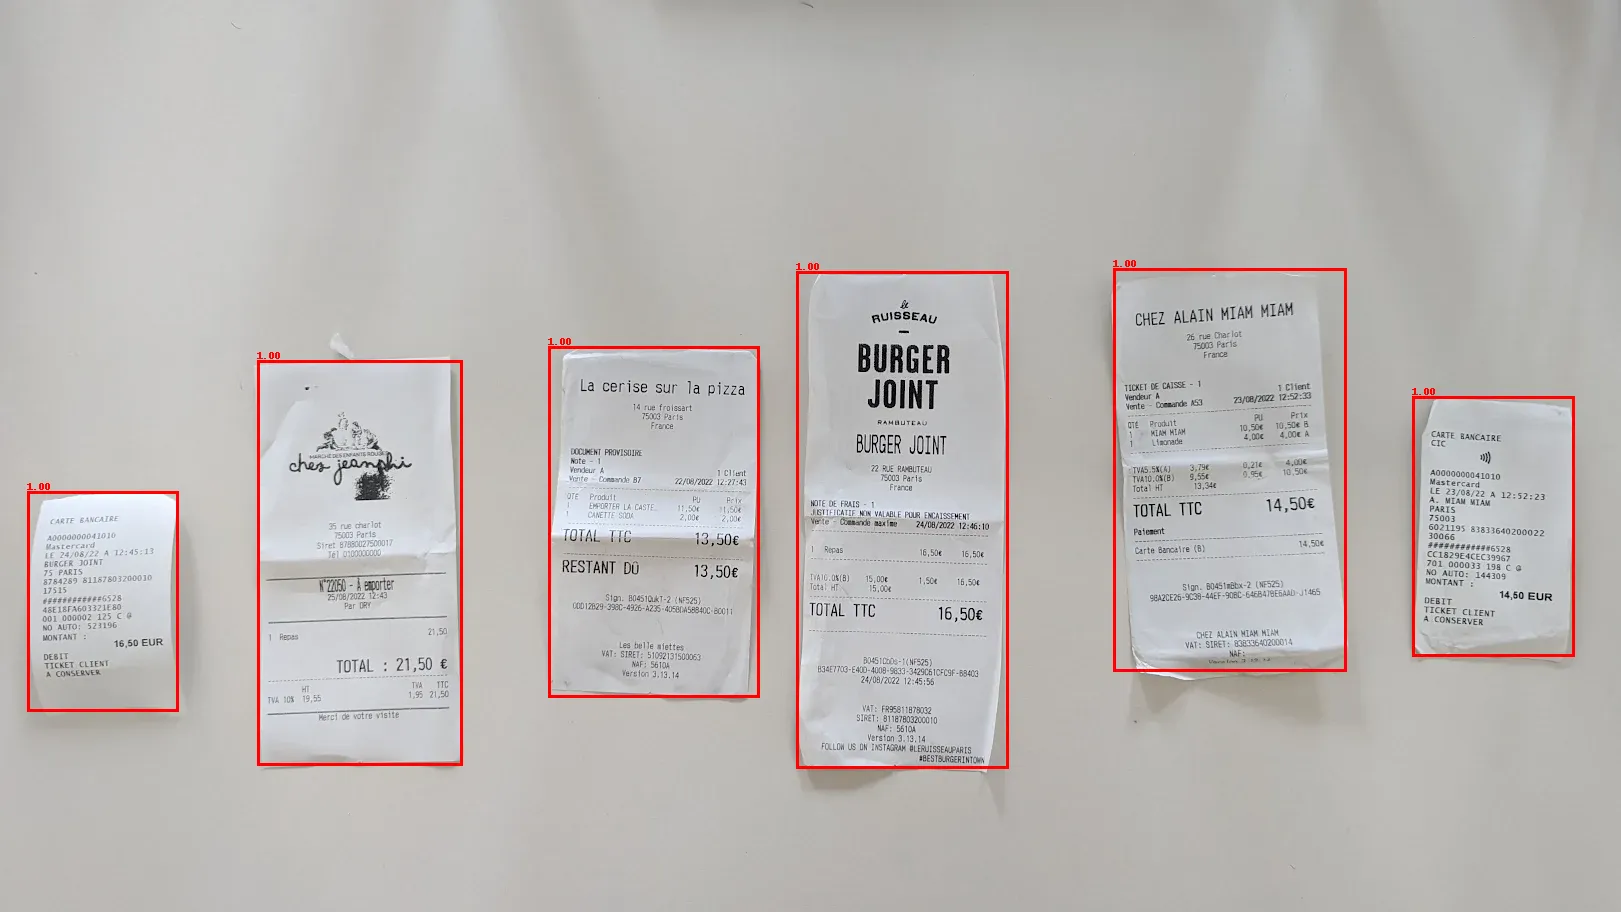 1.00
CARTE BANCAIRE
A0000000041010
Mastercard
LE 24/08/22 A 12:45:13
BURGER JOINT
75 PARIS
8784289 81187803200010
17515
############6528
48E18FA603321E80
001 000002 125 C @
NO AUTO: 523196
MONTANT :
16,50 EUR
DEBIT
TICKET CLIENT
A CONSERVER
1.00
MARCHE DES ENFANTS ROUGES
chez jeanphi
35 rue charlot
75003 Paris
Siret 87880027500017
Tél 0100000000
N°22050 - À emporter
25/08/2022 12:43
Par DRY
1 Repas 21,50
TOTAL : 21,50 €
HT TVA TTC
TVA 10% 19,55 1,95 21,50
Merci de votre visite
1.00
La cerise sur la pizza
14 rue froissart
75003 Paris
France
DOCUMENT PROVISOIRE
Note - 1
Vendeur A 1 Client
Vente - Commande B7 22/08/2022 12:27:43
QTE Produit PU Prix
1 EMPORTER LA CASTE… 11,50€ 11,50€
1 CANETTE SODA 2,00€ 2,00€
TOTAL TTC 13,50€
RESTANT DÛ 13,50€
Sign. B0451QukT-2 (NF525)
Les belle miettes
VAT: SIRET: 51092131500063
NAF: 5610A
Version 3.13.14
1.00
le
RUISSEAU
BURGER
JOINT
RAMBUTEAU
BURGER JOINT
22 RUE RAMBUTEAU
75003 Paris
France
NOTE DE FRAIS - 1
JUSTIFICATIF NON VALABLE POUR ENCAISSEMENT
Vente - Commande maxime 24/08/2022 12:46:10
1 Repas 16,50€ 16,50€
TVA10.0%(B) 15,00€ 1,50€ 16,50€
Total HT 15,00€
TOTAL TTC 16,50€
B0451CbDs-1(NF525)
B34E7703-E400-4008-9833-3429C61CFC9F-B8403
24/08/2022 12:45:56
VAT: FR95811878032
SIRET: 81187803200010
NAF: 5610A
Version 3.13.14
FOLLOW US ON INSTAGRAM @LERUISSEAUPARIS
#BESTBURGERINTOWN
1.00
CHEZ ALAIN MIAM MIAM
26 rue Charlot
75003 Paris
France
TICKET DE CAISSE - 1
Vendeur A 1 Client
Vente - Commande A53 23/08/2022 12:52:33
QTE Produit PU Prix
1 MIAM MIAM 10,50€ 10,50€ B
1 Limonade 4,00€ 4,00€ A
TVA5.5%(A) 3,79€ 0,21€ 4,00€
TVA10.0%(B) 9,55€ 0,95€ 10,50€
Total HT 13,34€
TOTAL TTC 14,50€
Paiement
Carte Bancaire (B) 14,50€
Sign. B0451mBbx-2 (NF525)
98A2CE26-9C38-44EF-90BC-646B47BE6AAD-J1465
CHEZ ALAIN MIAM MIAM
VAT: SIRET: 83833640200014
NAF:
Version 3.13.14
1.00
CARTE BANCAIRE
CIC
A0000000041010
Mastercard
LE 23/08/22 A 12:52:23
A. MIAM MIAM
PARIS
75003
6021195 83833640200022
30066
############6528
CC1829E4CEC39967
701 000033 198 C @
NO AUTO: 144309
MONTANT :
14,50 EUR
DEBIT
TICKET CLIENT
A CONSERVER